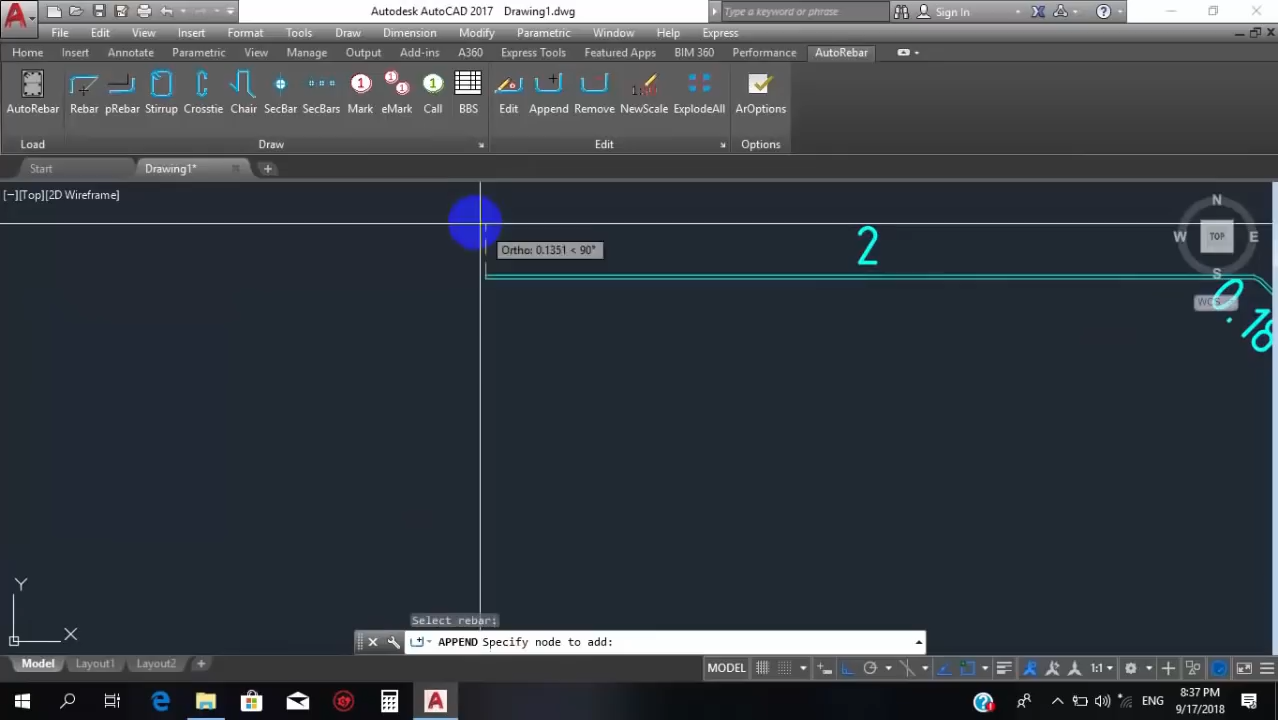 Autodesk AutoCAD 2017 Drawing1.dwg
Type a keyword or phrase
Sign In
File Edit View Insert Format Tools Draw Dimension Modify Parametric Window Help Express
Home Insert Annotate Parametric View Manage Output Add-ins A360 Express Tools Featured Apps BIM 360 Performance AutoRebar
AutoRebar Rebar pRebar Stirrup Crosstie Chair SecBar SecBars Mark eMark Call BBS Edit Append Remove NewScale ExplodeAll ArOptions
Load Draw Edit Options
Start Drawing1*
[−][Top][2D Wireframe]
N
W TOP E
S
WCS
2
Ortho: 0.1351 < 90°
0.18
Y
X
Select rebar:
APPEND Specify node to add:
Model Layout1 Layout2
MODEL 1:1
ENG
8:37 PM
9/17/2018